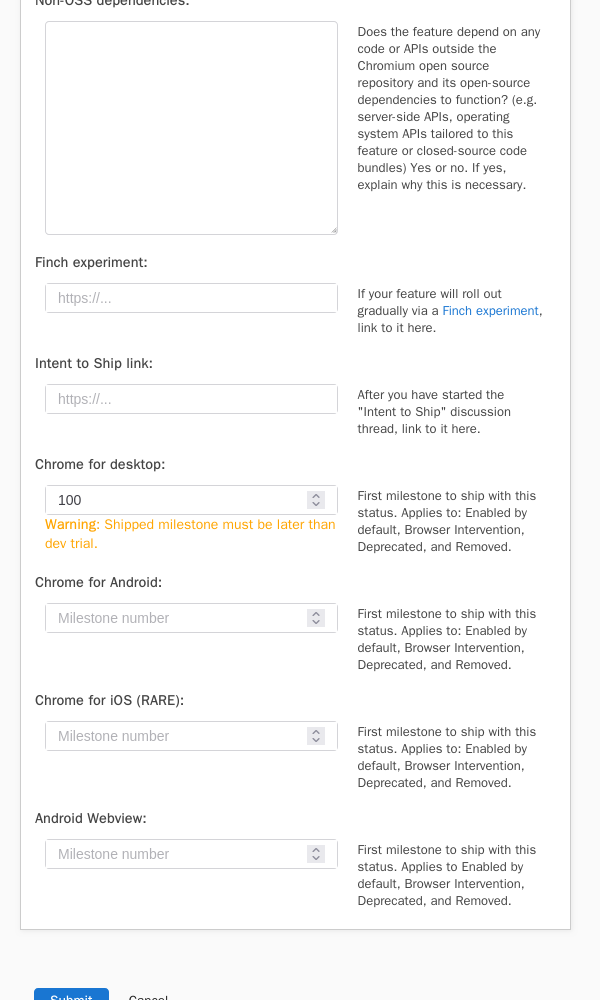 Non-OSS dependencies:
Does the feature depend on any
code or APIs outside the
Chromium open source
repository and its open-source
dependencies to function? (e.g.
server-side APIs, operating
system APIs tailored to this
feature or closed-source code
bundles) Yes or no. If yes,
explain why this is necessary.
Finch experiment:
https://...
If your feature will roll out
gradually via a Finch experiment,
link to it here.
Intent to Ship link:
https://...
After you have started the
"Intent to Ship" discussion
thread, link to it here.
Chrome for desktop:
100
Warning: Shipped milestone must be later than
dev trial.
First milestone to ship with this
status. Applies to: Enabled by
default, Browser Intervention,
Deprecated, and Removed.
Chrome for Android:
Milestone number
First milestone to ship with this
status. Applies to: Enabled by
default, Browser Intervention,
Deprecated, and Removed.
Chrome for iOS (RARE):
Milestone number
First milestone to ship with this
status. Applies to: Enabled by
default, Browser Intervention,
Deprecated, and Removed.
Android Webview:
Milestone number
First milestone to ship with this
status. Applies to Enabled by
default, Browser Intervention,
Deprecated, and Removed.
Submit Cancel